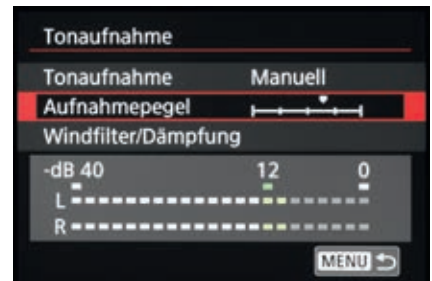 Tonaufnahme
Tonaufnahme Manuell
Aufnahmepegel
Windfilter/Dämpfung
-dB 40 12 0
L
R
MENU